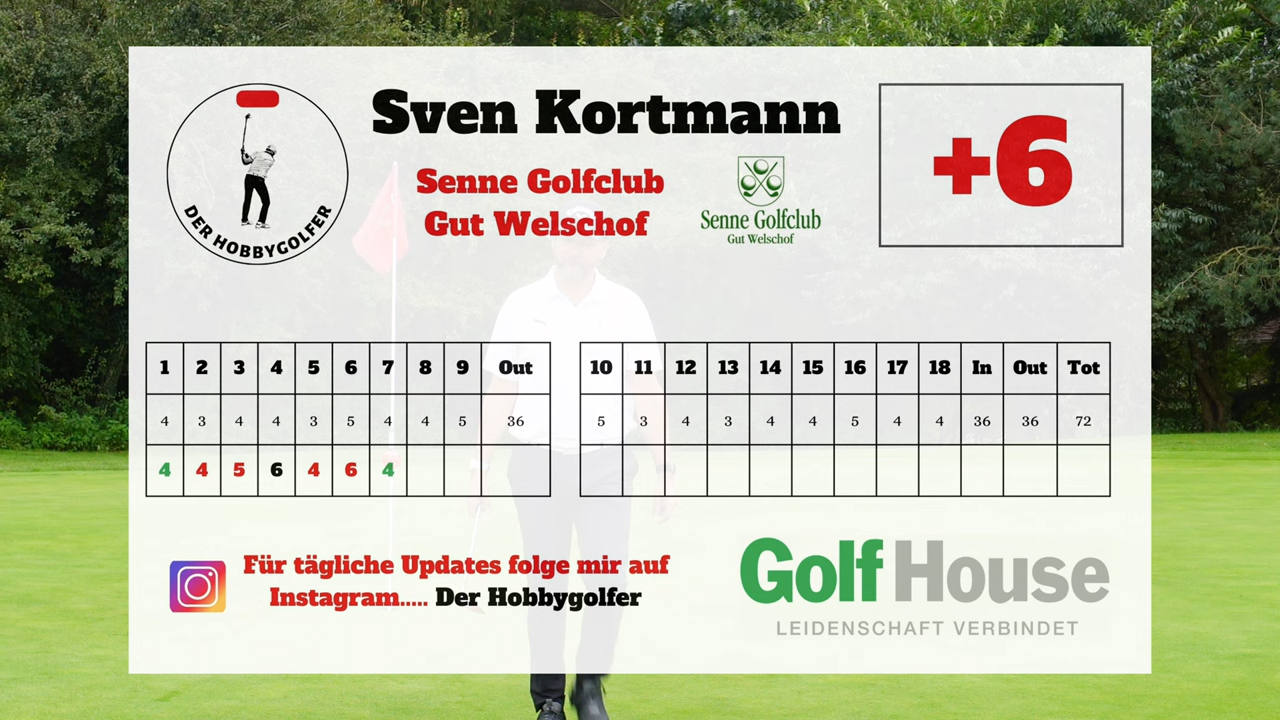 Sven Kortmann
+6
Senne Golfclub
Gut Welschof
Senne Golfclub
Gut Welschof
DER HOBBYGOLFER
1 2 3 4 5 6 7 8 9 Out
4 3 4 4 3 5 4 4 5 36
4 4 5 6 4 6 4
10 11 12 13 14 15 16 17 18 In Out Tot
5 3 4 3 4 4 5 4 4 36 36 72
Für tägliche Updates folge mir auf
Instagram..... Der Hobbygolfer
Golf House
LEIDENSCHAFT VERBINDET